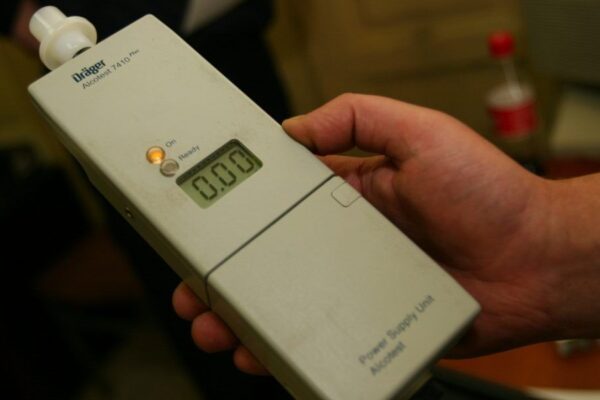 Dräger
Alcotest 7410 Plus
On
Ready
0.00
Power Supply Unit
Alcotest